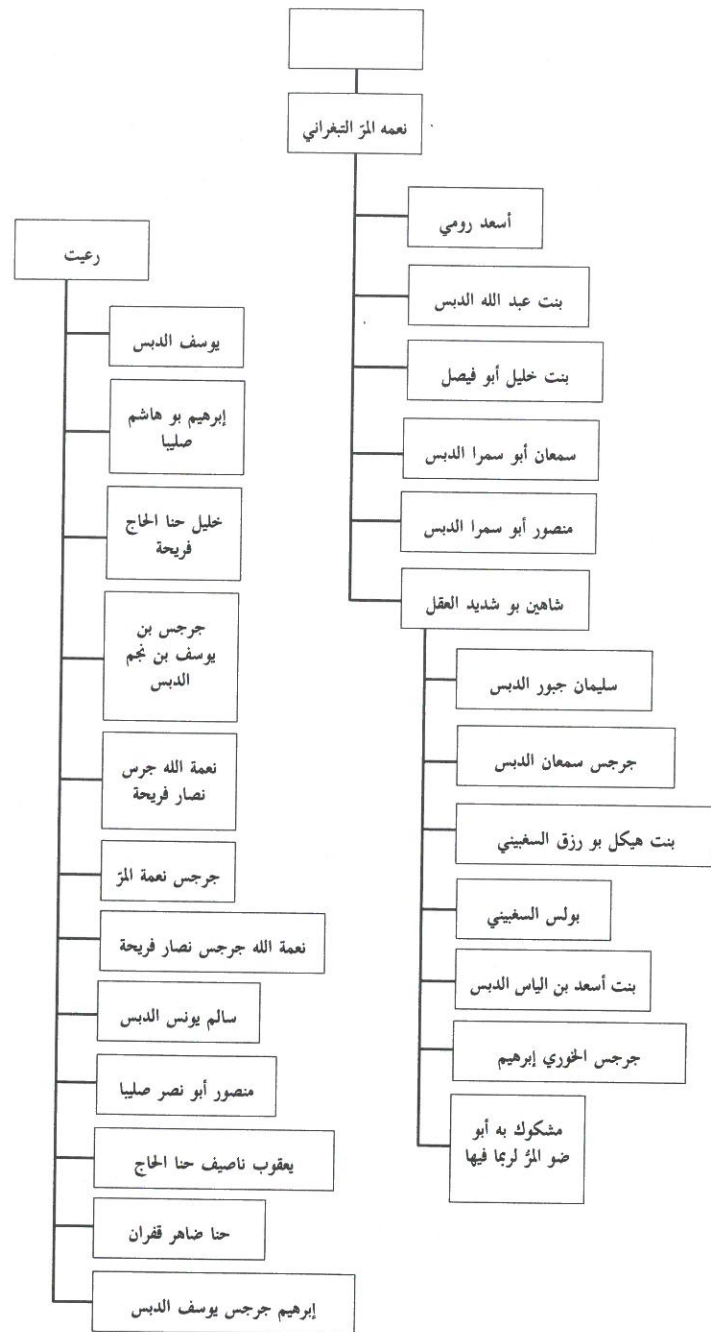 نعمه المرّ التبغراني
أسعد رومي
بنت عبد الله الدبس
بنت خليل أبو فيصل
سمعان أبو سمرا الدبس
منصور أبو سمرا الدبس
شاهين بو شديد العقل
سليمان جبور الدبس
جرجس سمعان الدبس
بنت هيكل بو رزق السغبيني
بولس السغبيني
بنت أسعد بن الياس الدبس
جرجس الخوري إبرهيم
مشكوك به أبو
ضو المرُّ لربما فيها
رعيت
يوسف الدبس
إبرهيم بو هاشم
صليبا
خليل حنا الحاج
فريحة
جرجس بن
يوسف بن نجم
الدبس
نعمة الله جرس
نصار فريحة
جرجس نعمة المرّ
نعمة الله جرجس نصار فريحة
سالم يونس الدبس
منصور أبو نصر صليبا
يعقوب ناصيف حنا الحاج
حنا ضاهر قفران
إبرهيم جرجس يوسف الدبس